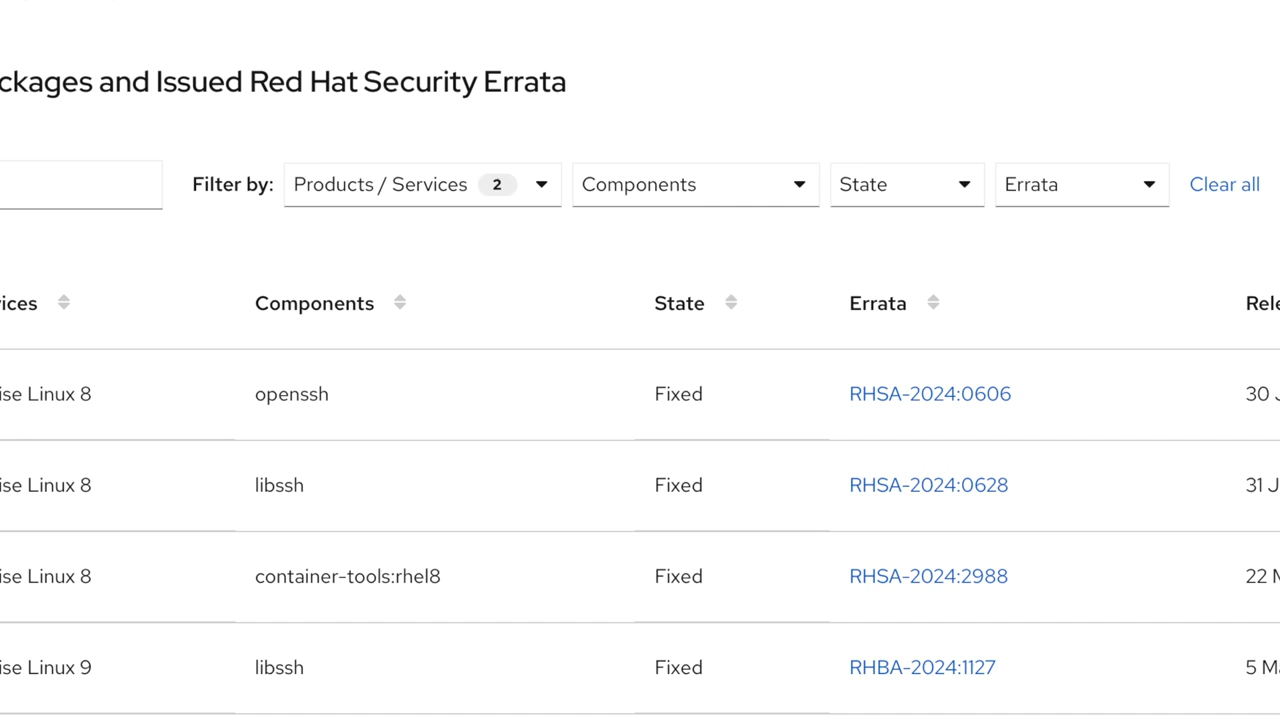 ckages and Issued Red Hat Security Errata
Filter by: Products / Services 2 Components State Errata Clear all
ices Components State Errata Rele
ise Linux 8 openssh Fixed RHSA-2024:0606 30 J
ise Linux 8 libssh Fixed RHSA-2024:0628 31 J
ise Linux 8 container-tools:rhel8 Fixed RHSA-2024:2988 22 M
ise Linux 9 libssh Fixed RHBA-2024:1127 5 Ma